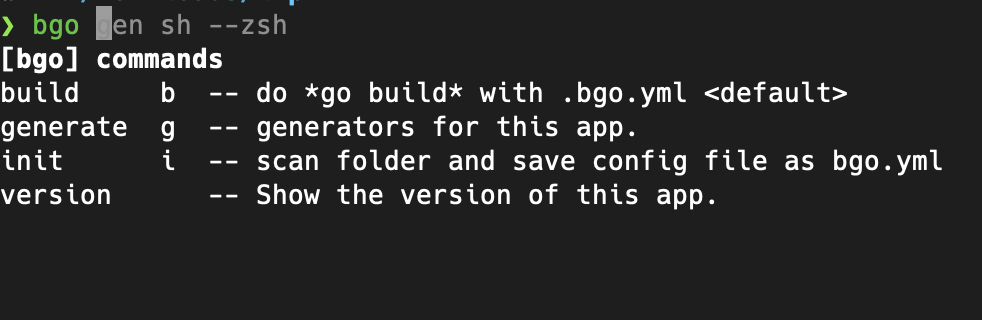 ❯ bgo gen sh --zsh
[bgo] commands
build     b  -- do *go build* with .bgo.yml <default>
generate  g  -- generators for this app.
init      i  -- scan folder and save config file as bgo.yml
version      -- Show the version of this app.